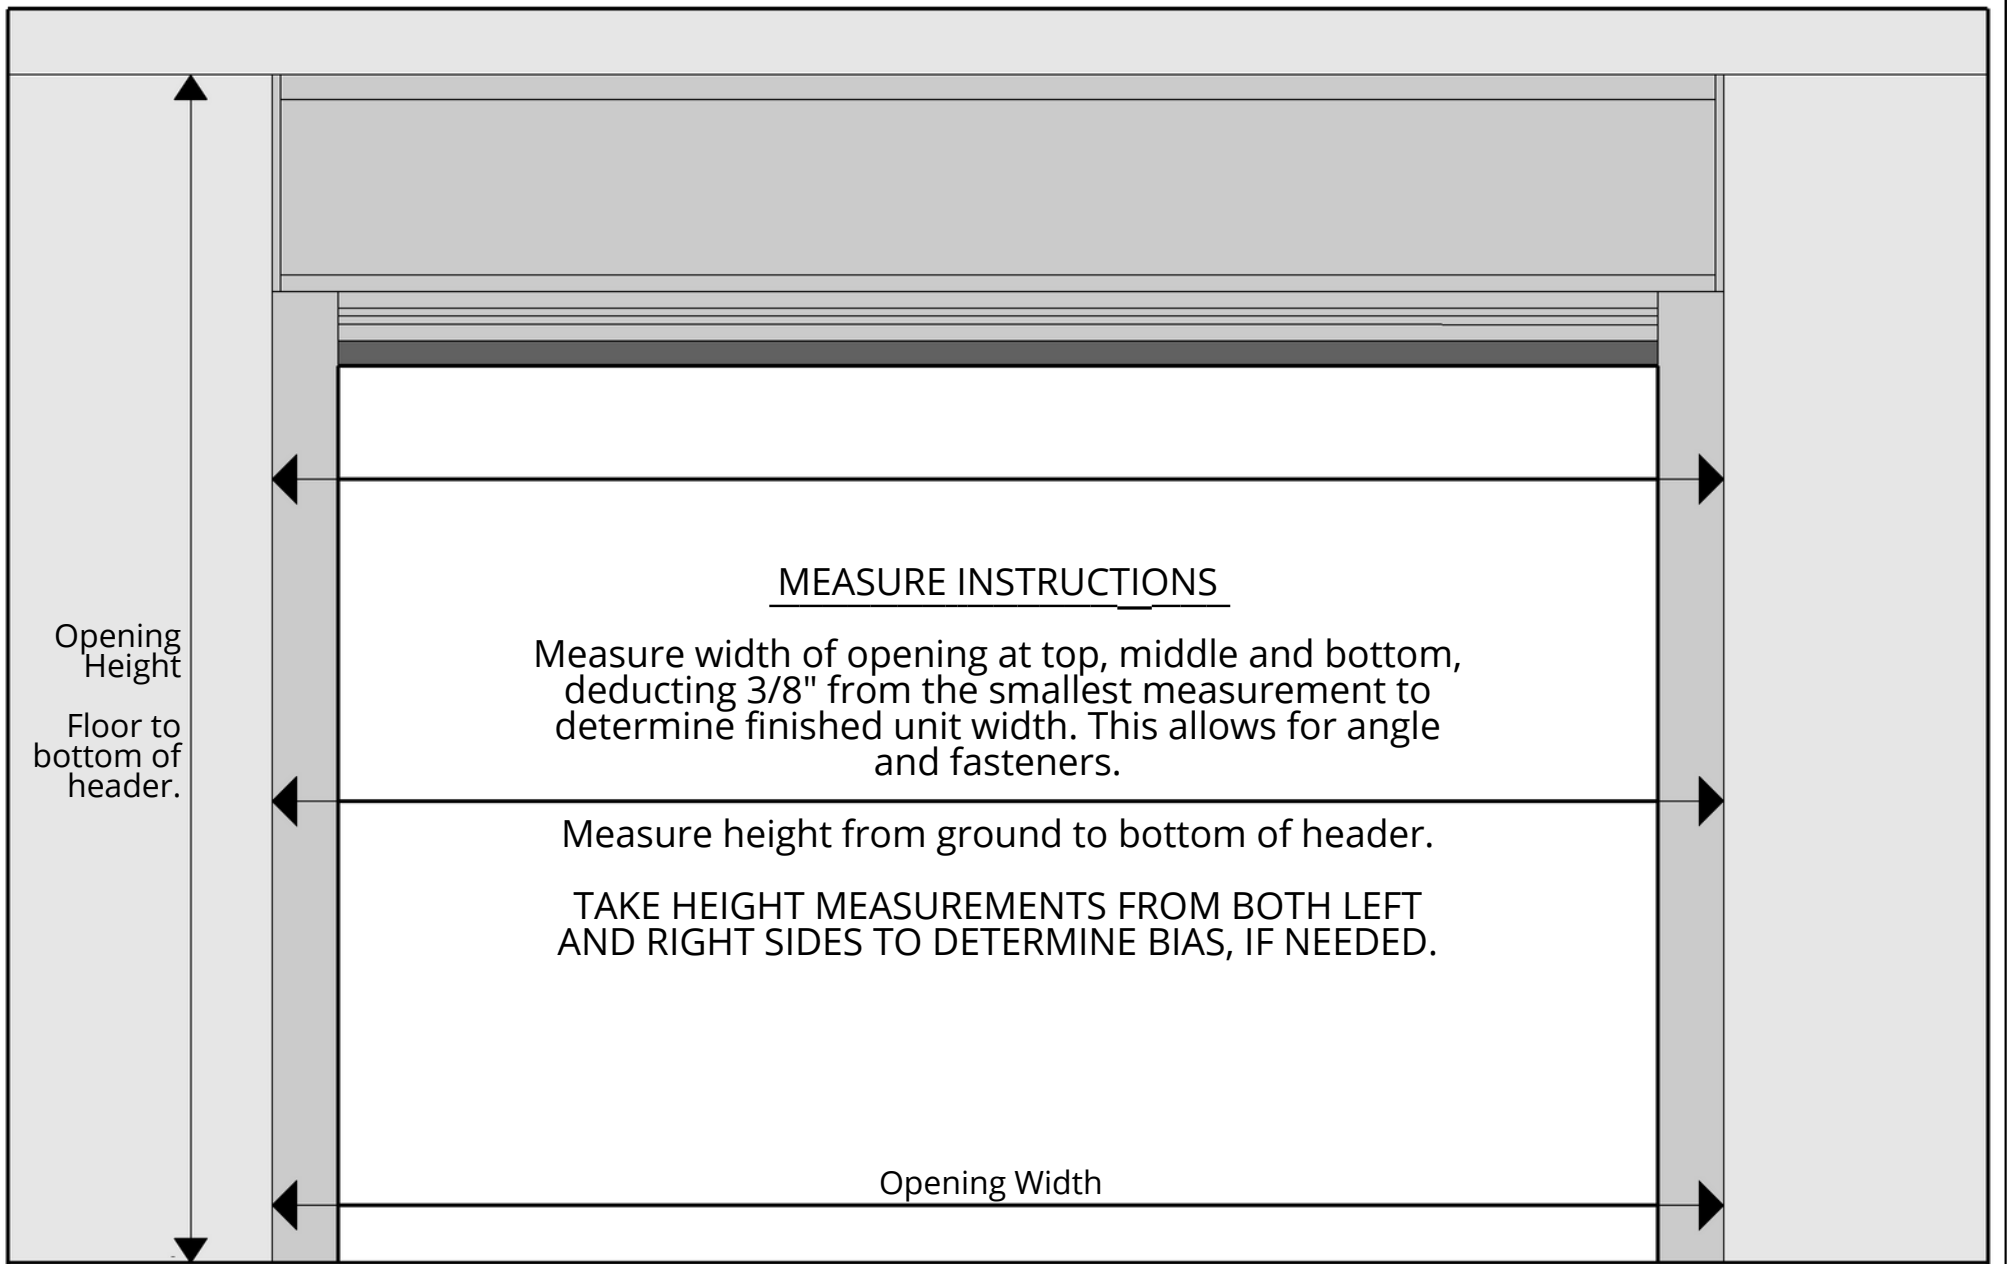 MEASURE INSTRUCTIONS
Measure width of opening at top, middle and bottom,
deducting 3/8" from the smallest measurement to
determine finished unit width. This allows for angle
and fasteners.
Measure height from ground to bottom of header.
TAKE HEIGHT MEASUREMENTS FROM BOTH LEFT
AND RIGHT SIDES TO DETERMINE BIAS, IF NEEDED.
Opening
Height
Floor to
bottom of
header.
Opening Width